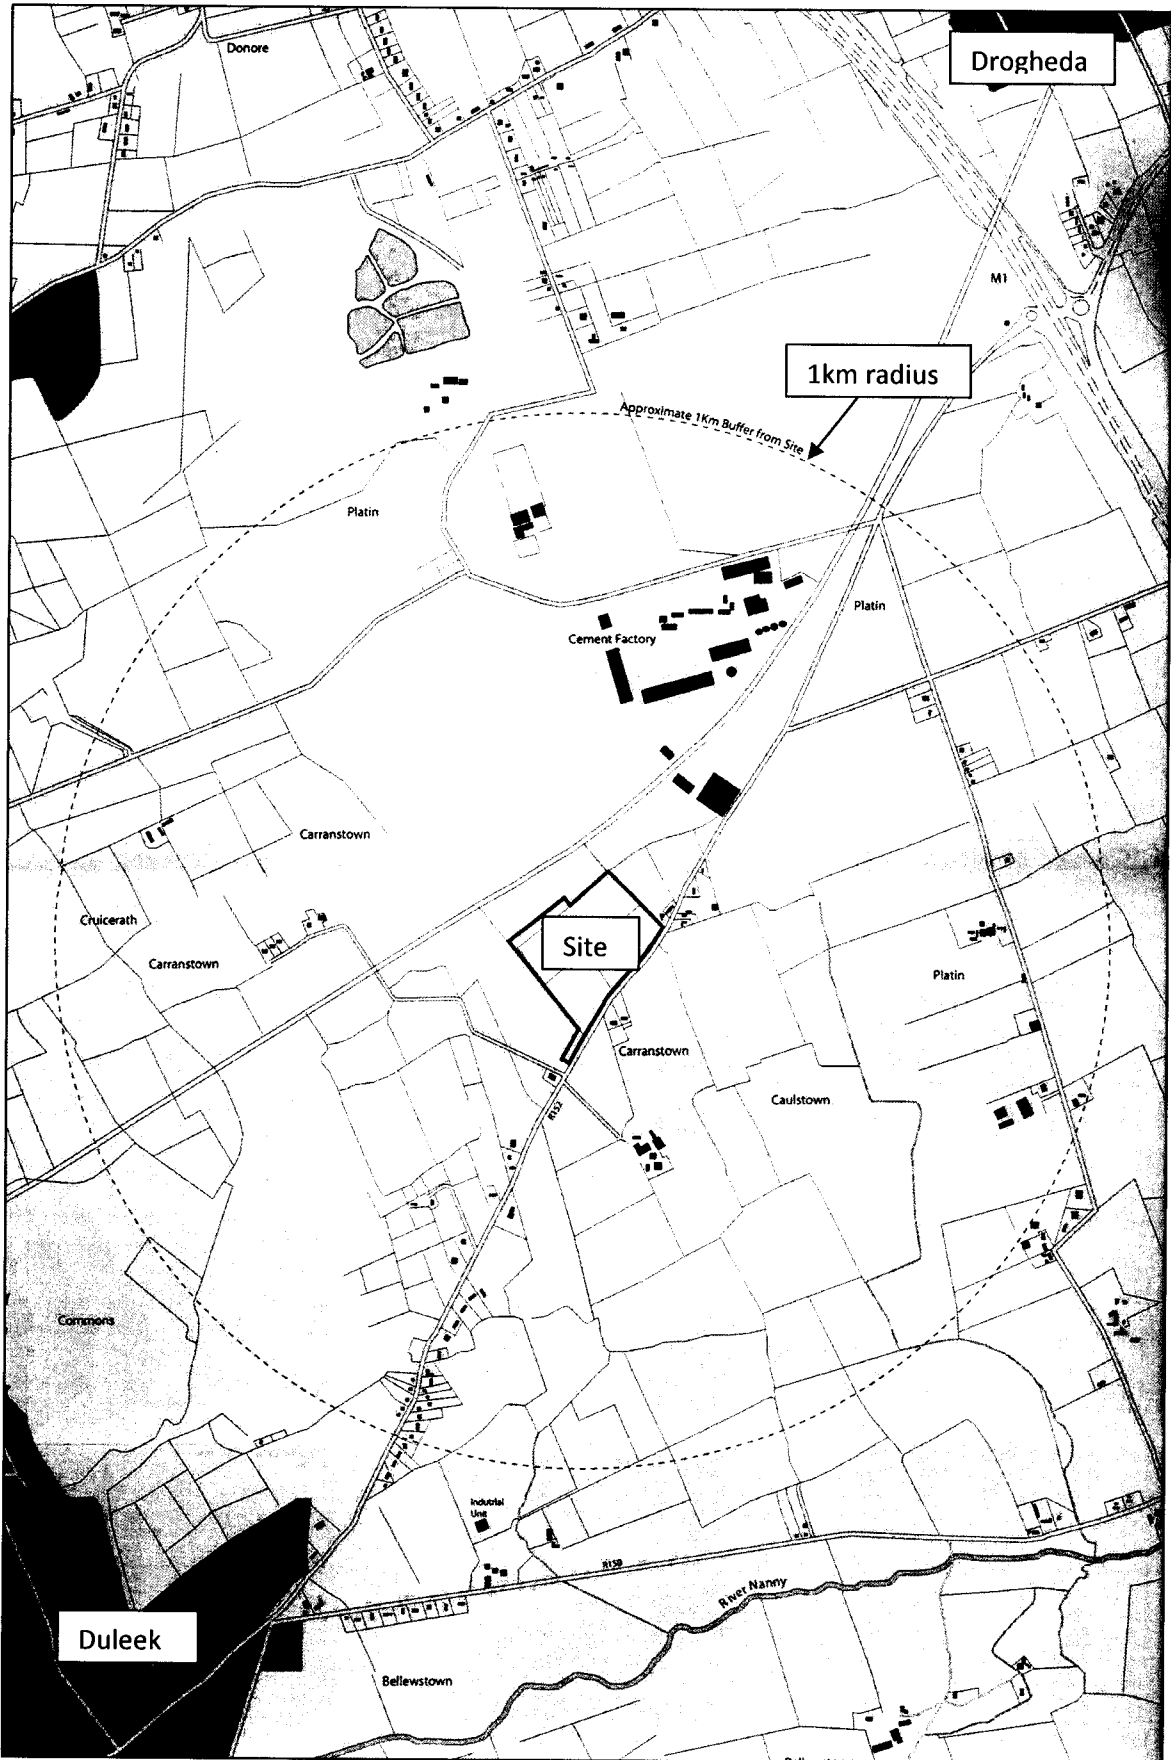 Donore
Drogheda
M1
1km radius
Approximate 1Km Buffer from Site
Platin
Platin
Cement Factory
Carranstown
Cruicerath
Carranstown
Site
Platin
Carranstown
Caulstown
R152
Commons
Industrial
Unit
R150
River Nanny
Duleek
Bellewstown